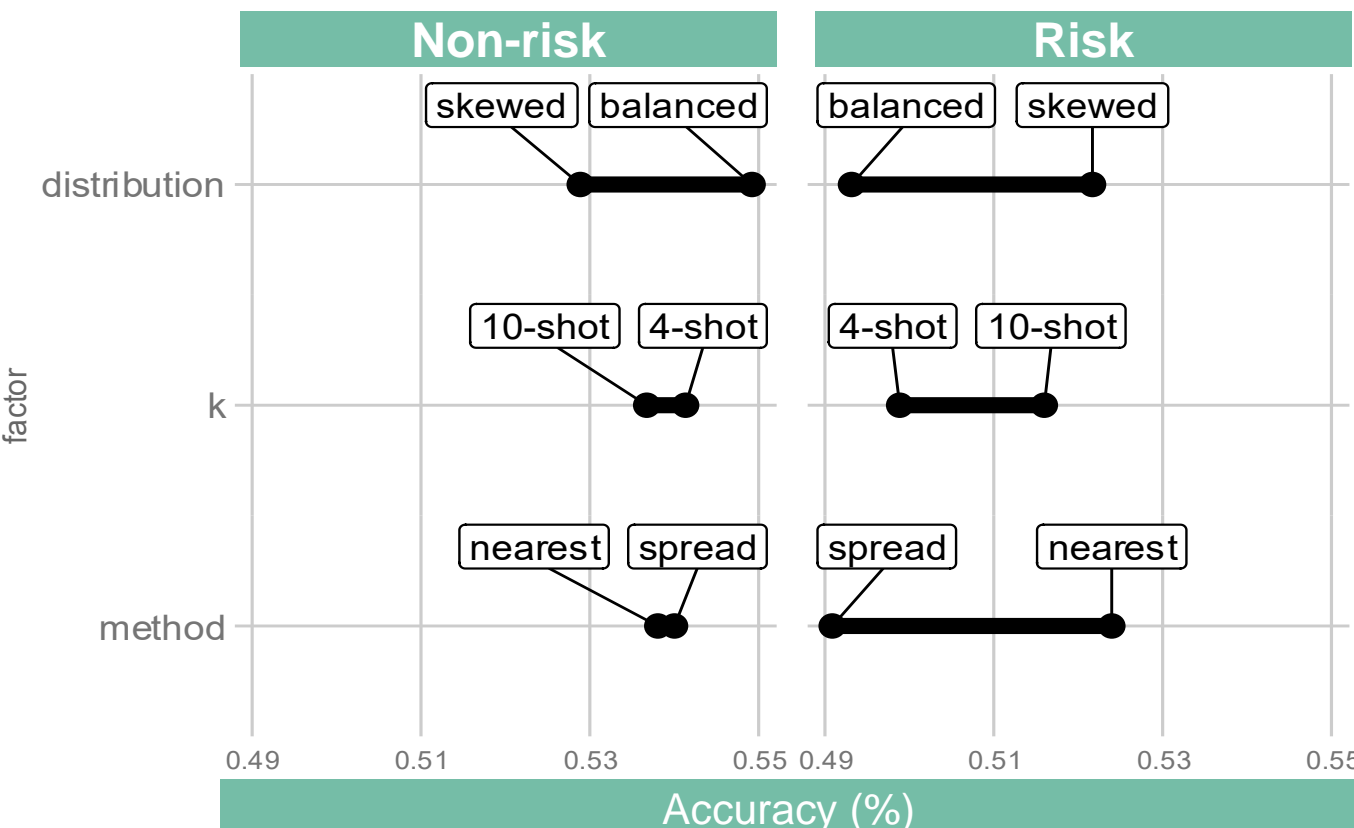 Non-risk
Risk
skewed
balanced
balanced
skewed
distribution
10-shot
4-shot
4-shot
10-shot
factor
k
nearest
spread
spread
nearest
method
0.49
0.51
0.53
0.55
0.49
0.51
0.53
0.55
Accuracy (%)